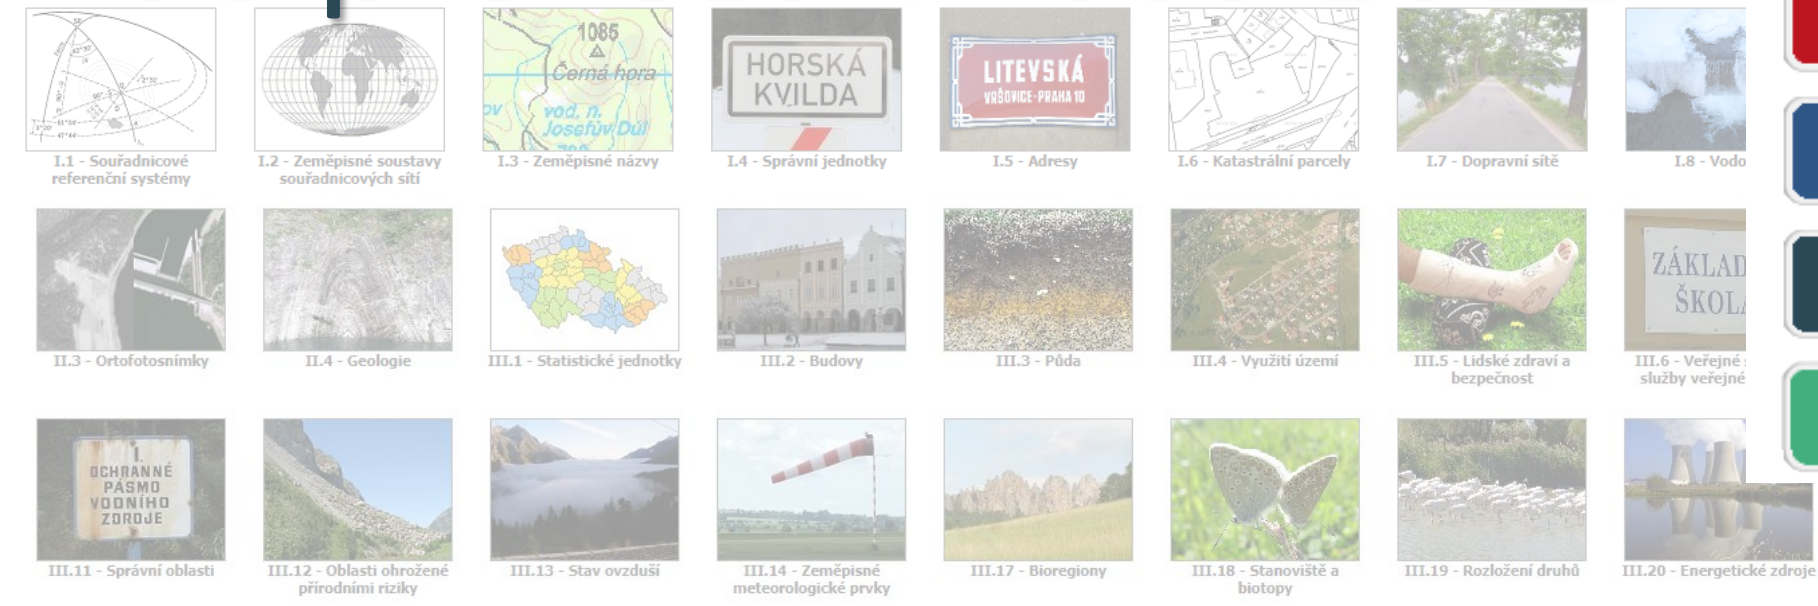 1085
Černá hora
ov
vod. n.
Josefův Důl
HORSKÁ
KVILDA
LITEVSKÁ
VRŠOVICE-PRAHA 10
I.1 - Souřadnicové
referenční systémy
I.2 - Zeměpisné soustavy
souřadnicových sítí
I.3 - Zeměpisné názvy
I.4 - Správní jednotky
I.5 - Adresy
I.6 - Katastrální parcely
I.7 - Dopravní sítě
I.8 - Vodo
ZÁKLAD
ŠKOLA
II.3 - Ortofotosnímky
II.4 - Geologie
III.1 - Statistické jednotky
III.2 - Budovy
III.3 - Půda
III.4 - Využití území
III.5 - Lidské zdraví a
bezpečnost
III.6 - Veřejné
služby veřejné
I.
OCHRANNÉ
PÁSMO
VODNÍHO
ZDROJE
III.11 - Správní oblasti
III.12 - Oblasti ohrožené
přírodními riziky
III.13 - Stav ovzduší
III.14 - Zeměpisné
meteorologické prvky
III.17 - Bioregiony
III.18 - Stanoviště a
biotopy
III.19 - Rozložení druhů
III.20 - Energetické zdroje